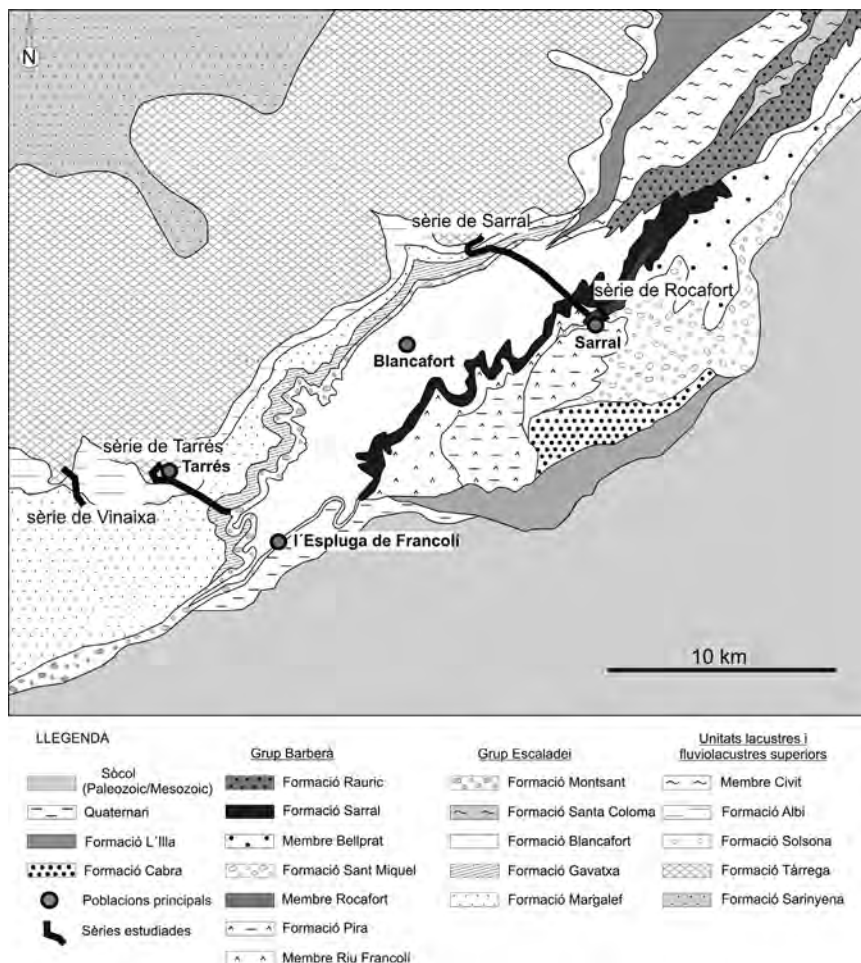 N
sèrie de Sarral
sèrie de Rocafort
Sarral
Blancafort
sèrie de Tarrés
Tarrés
sèrie de Vinaixa
l´Espluga de Francolí
10 km
LLEGENDA
Sòcol
(Paleozoic/Mesozoic)
Quaternari
Formació L´Illa
Formació Cabra
Poblacions principals
Sèries estudiades
Grup Barberà
Formació Rauric
Formació Sarral
Membre Bellprat
Formació Sant Miquel
Membre Rocafort
Formació Pira
Membre Riu Francolí
Grup Escaladei
Formació Montsant
Formació Santa Coloma
Formació Blancafort
Formació Gavatxa
Formació Margalef
Unitats lacustres i
fluviolacustres superiors
Membre Civit
Formació Albi
Formació Solsona
Formació Tàrrega
Formació Sarinyena